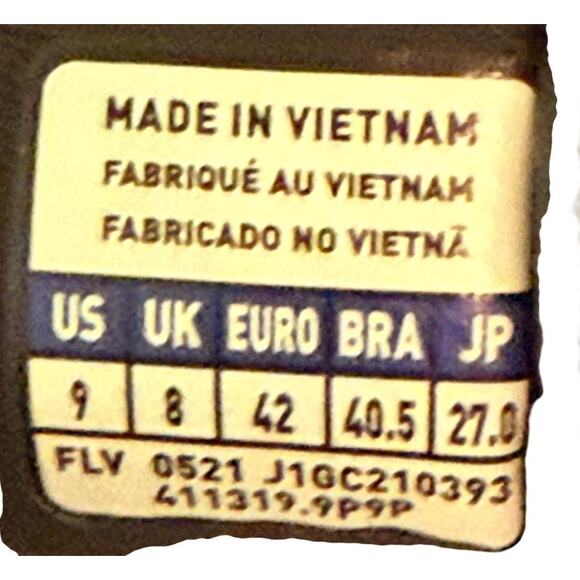 MADE IN VIETNAM
FABRIQUÉ AU VIETNAM
FABRICADO NO VIETNÃ
US UK EURO BRA JP
9 8 42 40.5 27.0
FLV 0521 J1GC210393
411319.9P9P